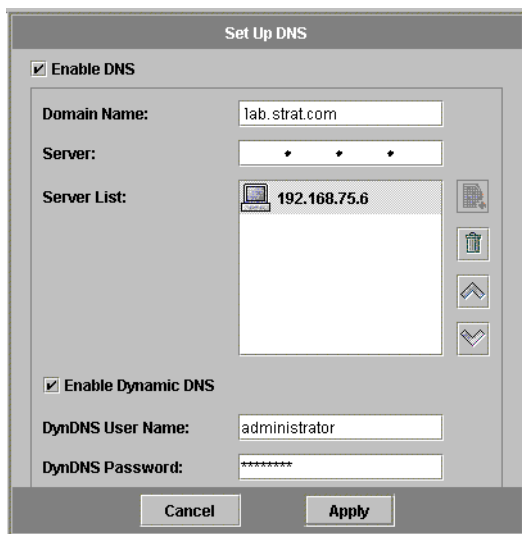 Set Up DNS
Enable DNS
Domain Name: lab.strat.com
Server: . . .
Server List: 192.168.75.6
Enable Dynamic DNS
DynDNS User Name: administrator
DynDNS Password: ********
Cancel Apply